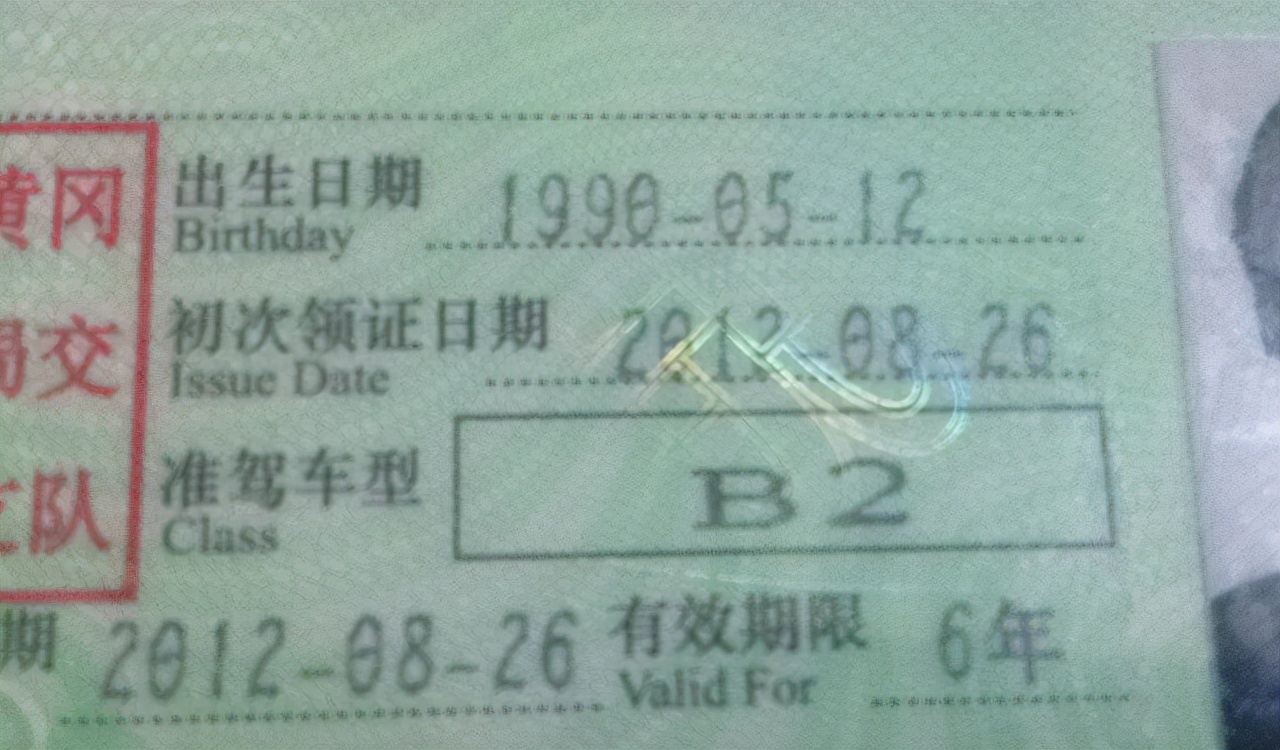 黄冈
出生日期 1990-05-12
Birthday
初次领证日期 2012-08-26
Issue Date
交
准驾车型 B2
Class
队
期 2012-08-26 有效期限 6年
Valid For